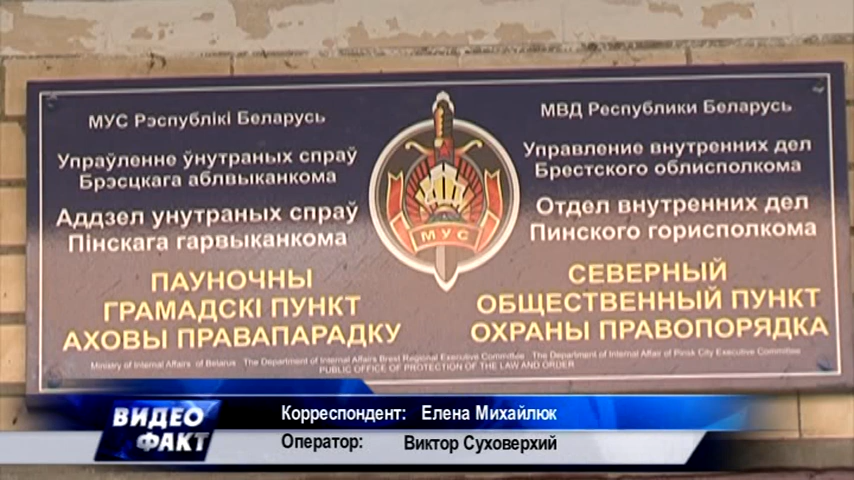 МУС Рэспублікі Беларусь
Упраўленне ўнутраных спраў
Брэсцкага аблвыканкома
Аддзел унутраных спраў
Пінскага гарвыканкома
ПАУНОЧНЫ
ГРАМАДСКІ ПУНКТ
АХОВЫ ПРАВАПАРАДКУ
МУС
МВД Республики Беларусь
Управление внутренних дел
Брестского облисполкома
Отдел внутренних дел
Пинского горисполкома
СЕВЕРНЫЙ
ОБЩЕСТВЕННЫЙ ПУНКТ
ОХРАНЫ ПРАВОПОРЯДКА
Ministry of Internal Affairs of Belarus The Department of Internal Affairs Brest Regional Executive Committee The Department of Internal Affair of Pinsk City Executive Committee
PUBLIC OFFICE OF PROTECTION OF THE LAW AND ORDER
ВИДЕО
ФАКТ
Корреспондент: Елена Михайлюк
Оператор: Виктор Суховерхий